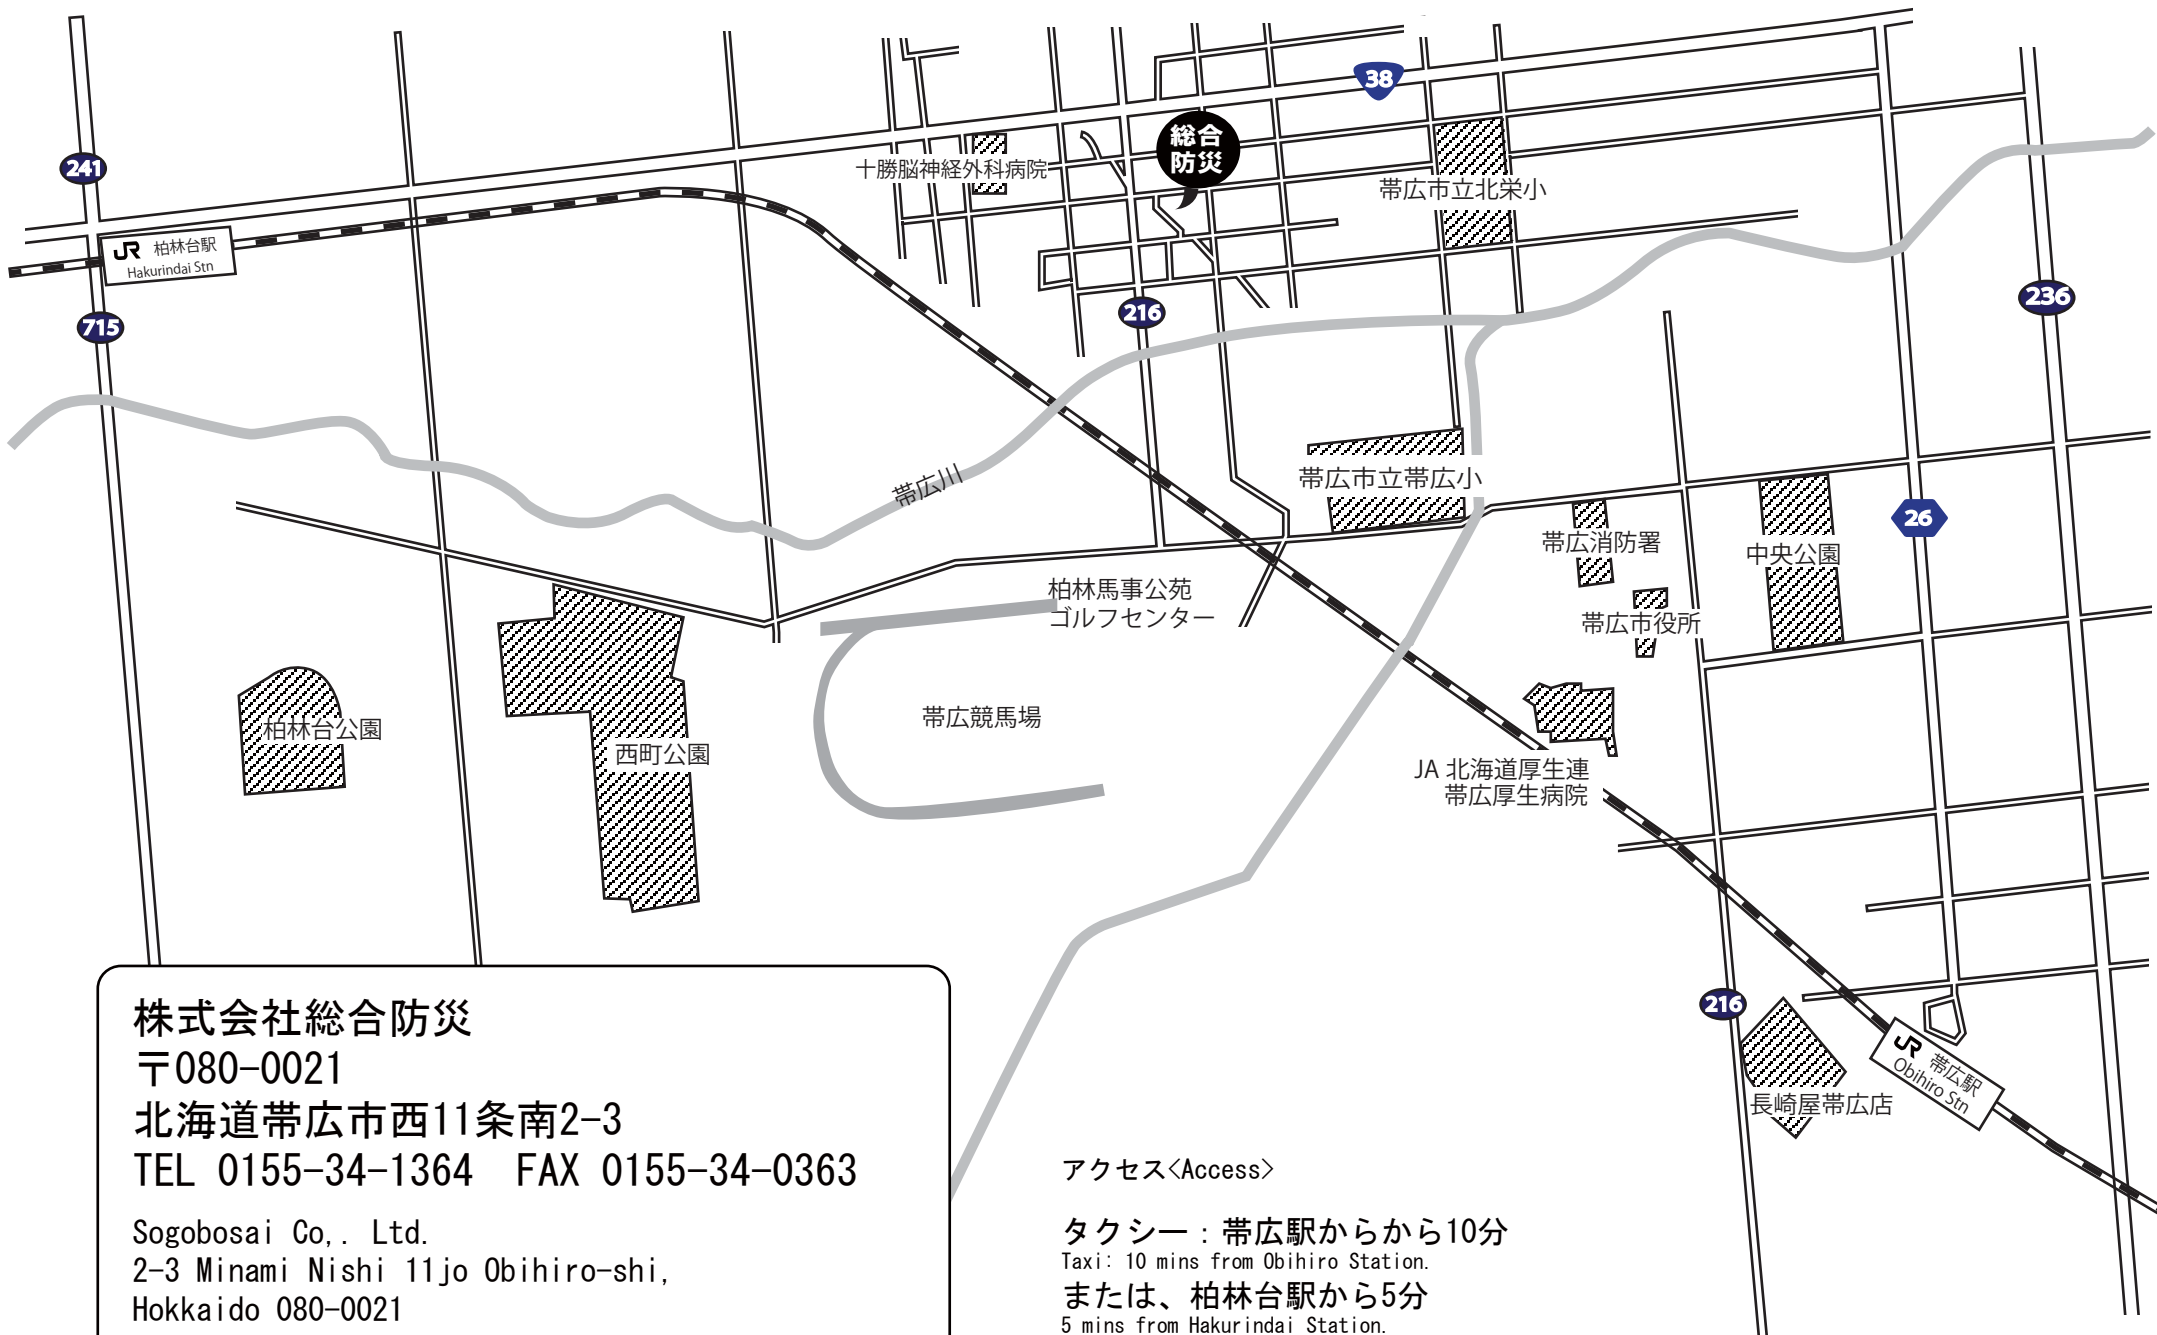 38
総合
防災
241
十勝脳神経外科病院
帯広市立北栄小
JR 柏林台駅
Hakurindai Stn
715
216
236
帯広川
帯広市立帯広小
26
帯広消防署
中央公園
柏林馬事公苑
ゴルフセンター
帯広市役所
柏林台公園
西町公園
帯広競馬場
JA 北海道厚生連
帯広厚生病院
216
JR 帯広駅
Obihiro Stn
長崎屋帯広店
株式会社総合防災
〒080-0021
北海道帯広市西11条南2-3
TEL 0155-34-1364 FAX 0155-34-0363
Sogobosai Co,. Ltd.
2-3 Minami Nishi 11jo Obihiro-shi,
Hokkaido 080-0021
アクセス<Access>
タクシー：帯広駅からから10分
Taxi: 10 mins from Obihiro Station.
または、柏林台駅から5分
5 mins from Hakurindai Station.